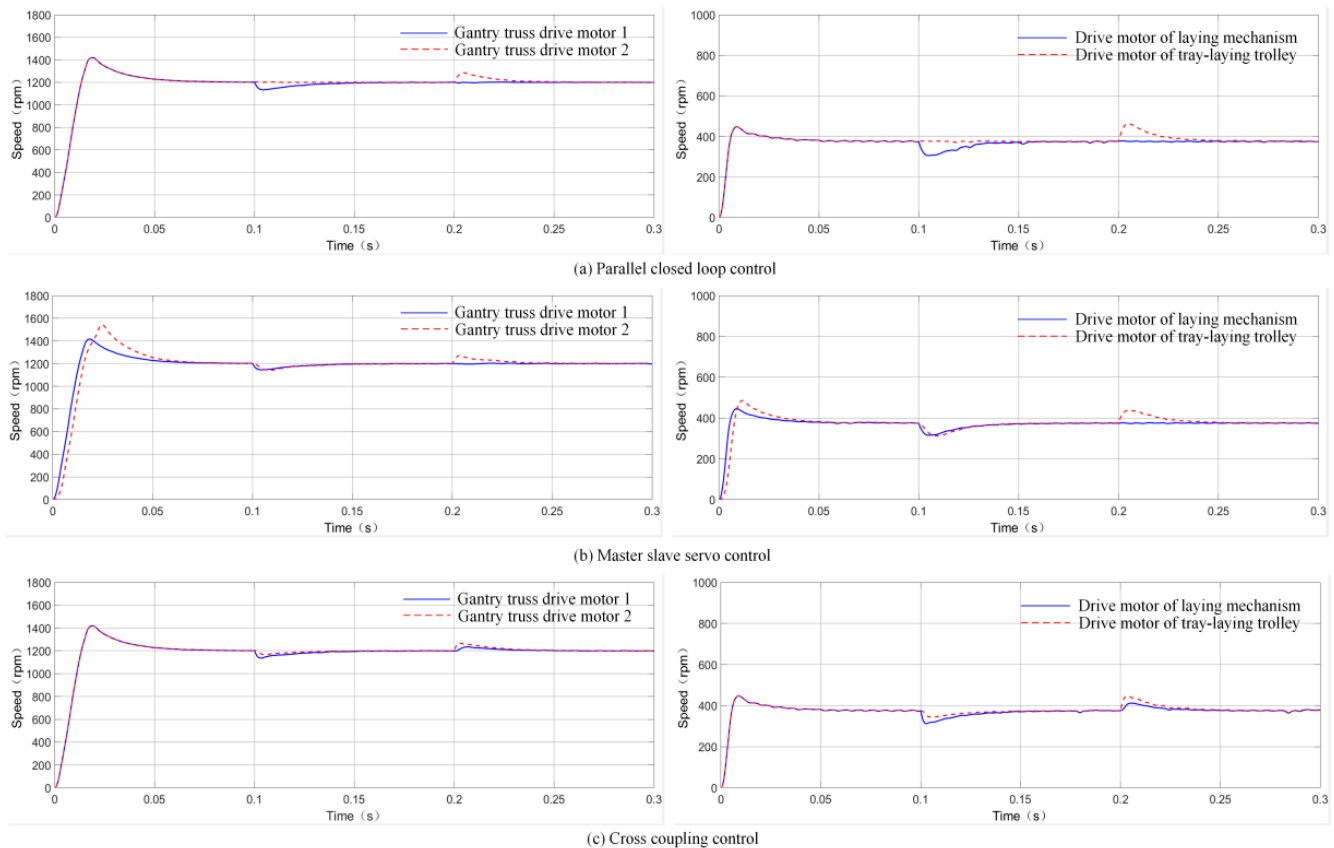 1800
1600
1400
1200
1000
800
600
400
200
0
Speed（rpm）
Gantry truss drive motor 1
Gantry truss drive motor 2
0 0.05 0.1 0.15 0.2 0.25 0.3
Time（s）
1000
800
600
400
200
0
Speed（rpm）
Drive motor of laying mechanism
Drive motor of tray-laying trolley
0 0.05 0.1 0.15 0.2 0.25 0.3
Time（s）
(a) Parallel closed loop control
1800
1600
1400
1200
1000
800
600
400
200
0
Speed（rpm）
Gantry truss drive motor 1
Gantry truss drive motor 2
0 0.05 0.1 0.15 0.2 0.25 0.3
Time（s）
1000
800
600
400
200
0
Speed（rpm）
Drive motor of laying mechanism
Drive motor of tray-laying trolley
0 0.05 0.1 0.15 0.2 0.25 0.3
Time（s）
(b) Master slave servo control
1800
1600
1400
1200
1000
800
600
400
200
0
Speed（rpm）
Gantry truss drive motor 1
Gantry truss drive motor 2
0 0.05 0.1 0.15 0.2 0.25 0.3
Time（s）
1000
800
600
400
200
0
Speed（rpm）
Drive motor of laying mechanism
Drive motor of tray-laying trolley
0 0.05 0.1 0.15 0.2 0.25 0.3
Time（s）
(c) Cross coupling control